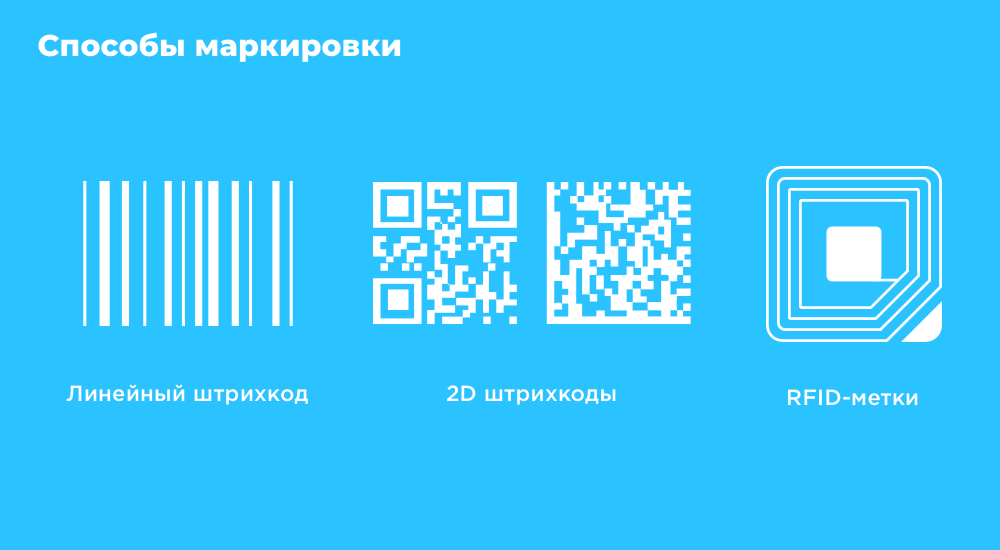 Способы маркировки
Линейный штрихкод
2D штрихкоды
RFID-метки